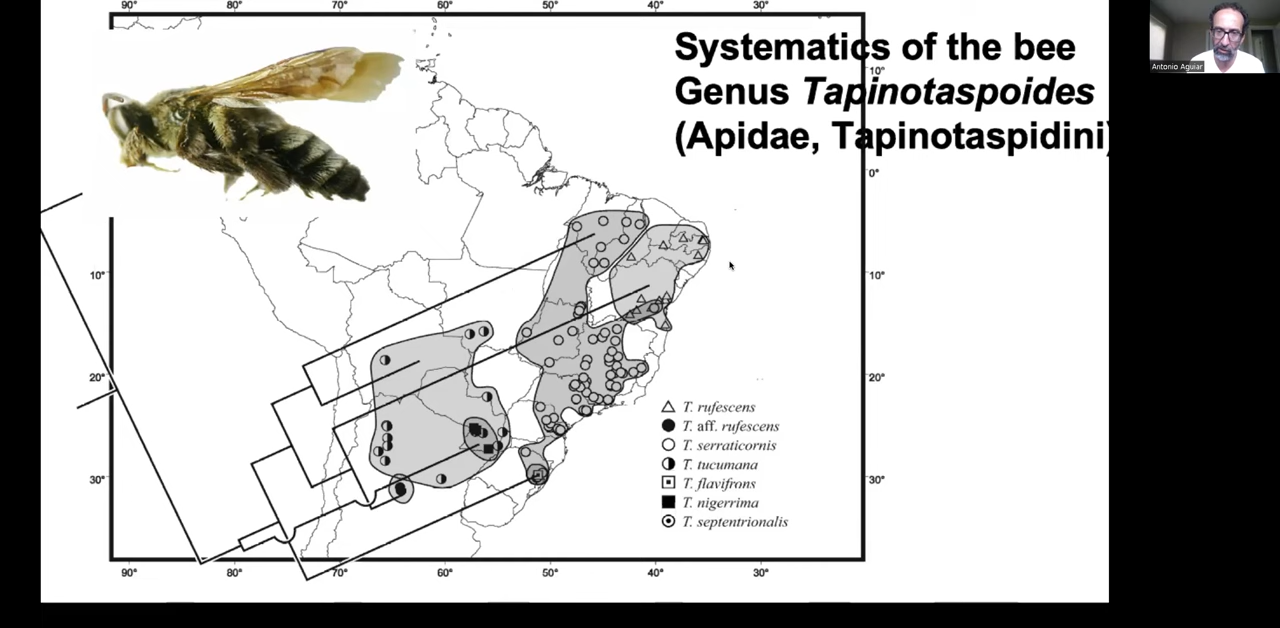 90° 80° 70° 60° 50° 40° 30°
Systematics of the bee
Genus Tapinotaspoides
(Apidae, Tapinotaspidini)
Antonio Aguiar
10°
0°
10° 10°
20° 20°
30° 30°
T. rufescens
T. aff. rufescens
T. serraticornis
T. tucumana
T. flavifrons
T. nigerrima
T. septentrionalis
90° 80° 70° 60° 50° 40° 30°